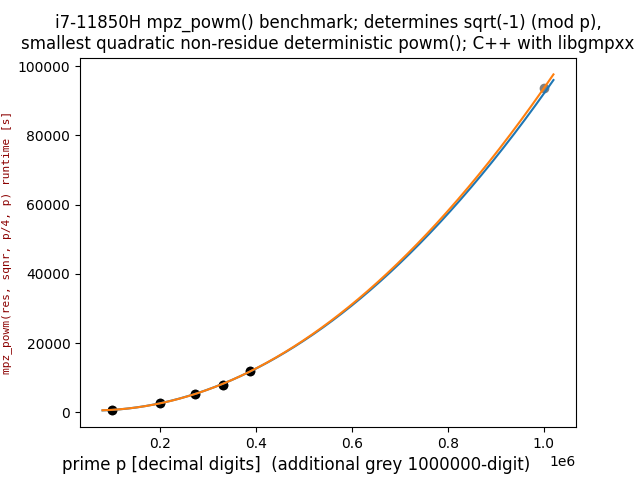 i7-11850H mpz_powm() benchmark; determines sqrt(-1) (mod p),
smallest quadratic non-residue deterministic powm(); C++ with libgmpxx
mpz_powm(res, sqnr, p/4, p) runtime [s]
100000
80000
60000
40000
20000
0
0.2 0.4 0.6 0.8 1.0
1e6
prime p [decimal digits] (additional grey 1000000-digit)